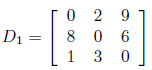 D₁ = [ 0 2 9
8 0 6
1 3 0 ]